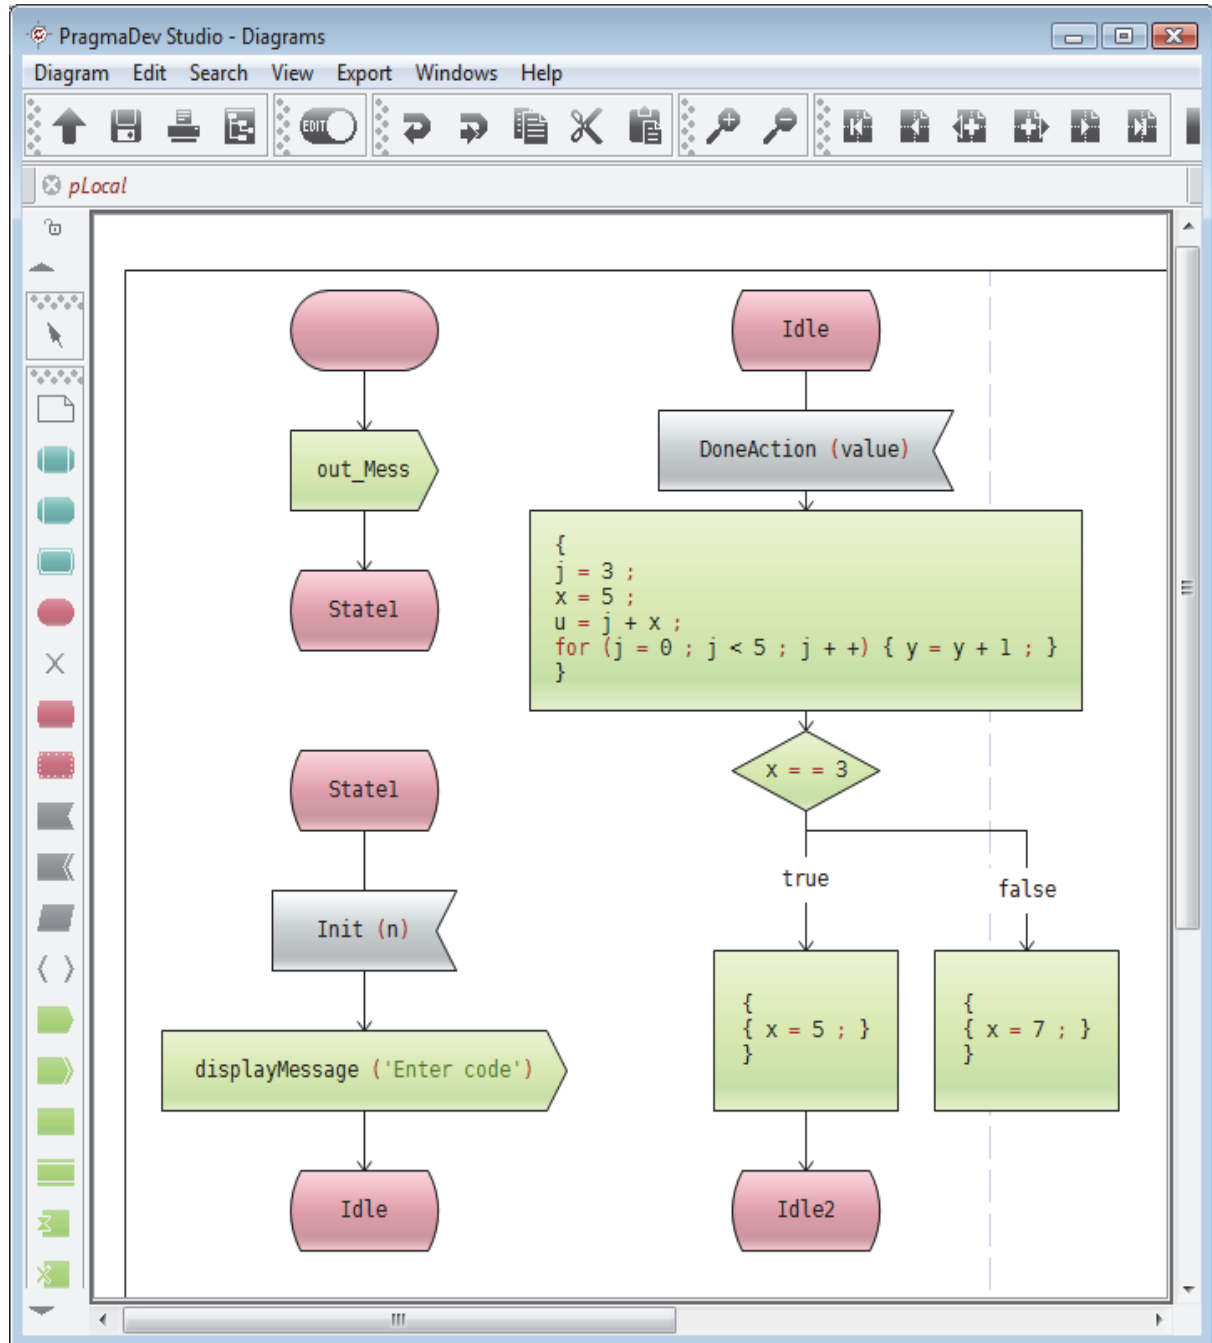 PragmaDev Studio - Diagrams
Diagram Edit Search View Export Windows Help
EDIT
pLocal
out_Mess
State1
State1
Init (n)
displayMessage ('Enter code')
Idle
Idle
DoneAction (value)
{
j = 3 ;
x = 5 ;
u = j + x ;
for (j = 0 ; j < 5 ; j + +) { y = y + 1 ; }
}
x = = 3
true
false
{
{ x = 5 ; }
}
{
{ x = 7 ; }
}
Idle2